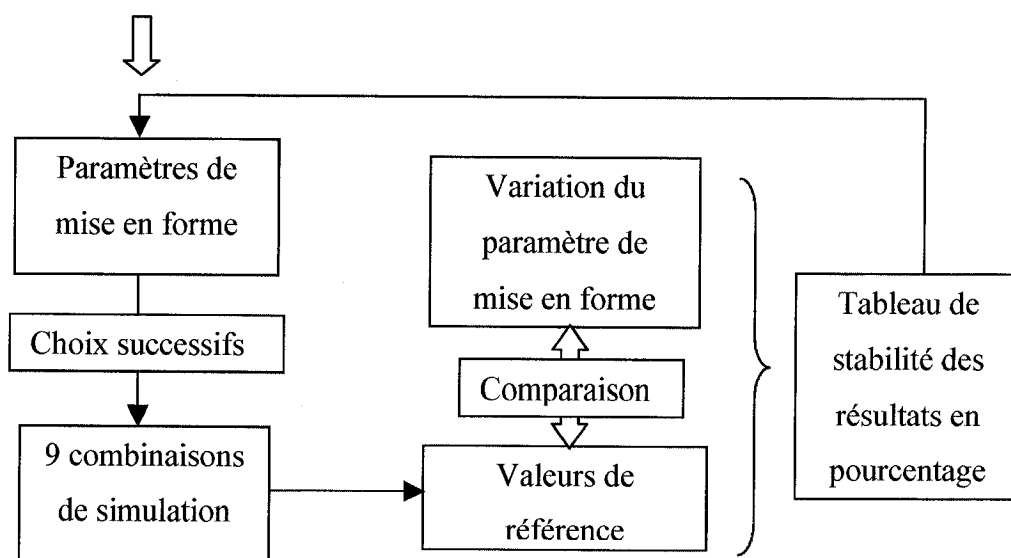 Paramètres de
mise en forme
Choix successifs
9 combinaisons
de simulation
Variation du
paramètre de
mise en forme
Comparaison
Valeurs de
référence
Tableau de
stabilité des
résultats en
pourcentage